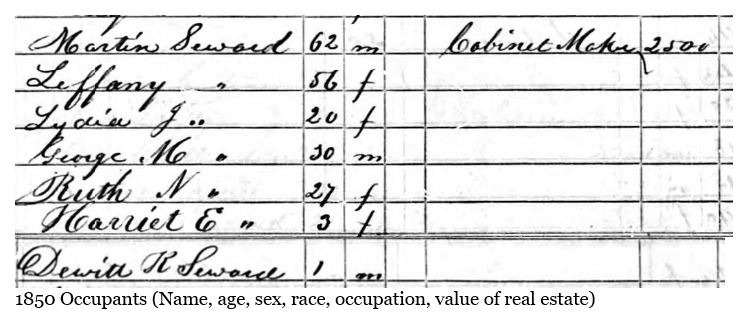 Martin Seward 62 m Cabinet Maker 2500
Leffany " 56 f
Lydia J " 20 f
George M " 30 m
Ruth N " 27 f
Harriet E " 3 f
Dewitt K Seward 1 m
1850 Occupants (Name, age, sex, race, occupation, value of real estate)